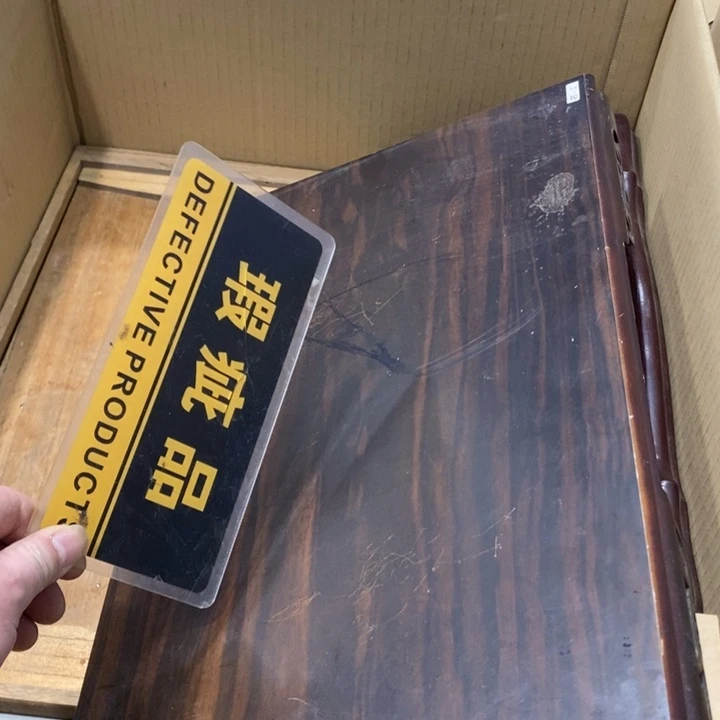 瑕疵品
DEFECTIVE PRODUCTS